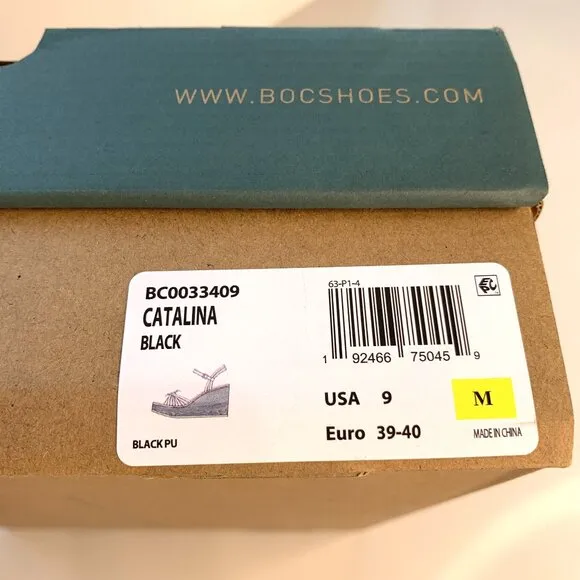 WWW.BOCSHOES.COM
BC0033409
CATALINA
BLACK
BLACK PU
63-P1-4
1 92466 75045 9
USA 9 M
Euro 39-40
MADE IN CHINA